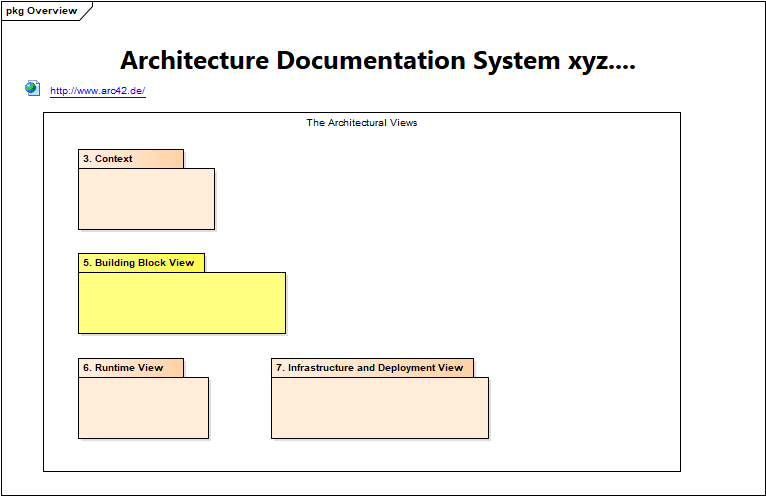 pkg Overview
Architecture Documentation System xyz....
http://www.arc42.de/
The Architectural Views
3. Context
5. Building Block View
6. Runtime View
7. Infrastructure and Deployment View